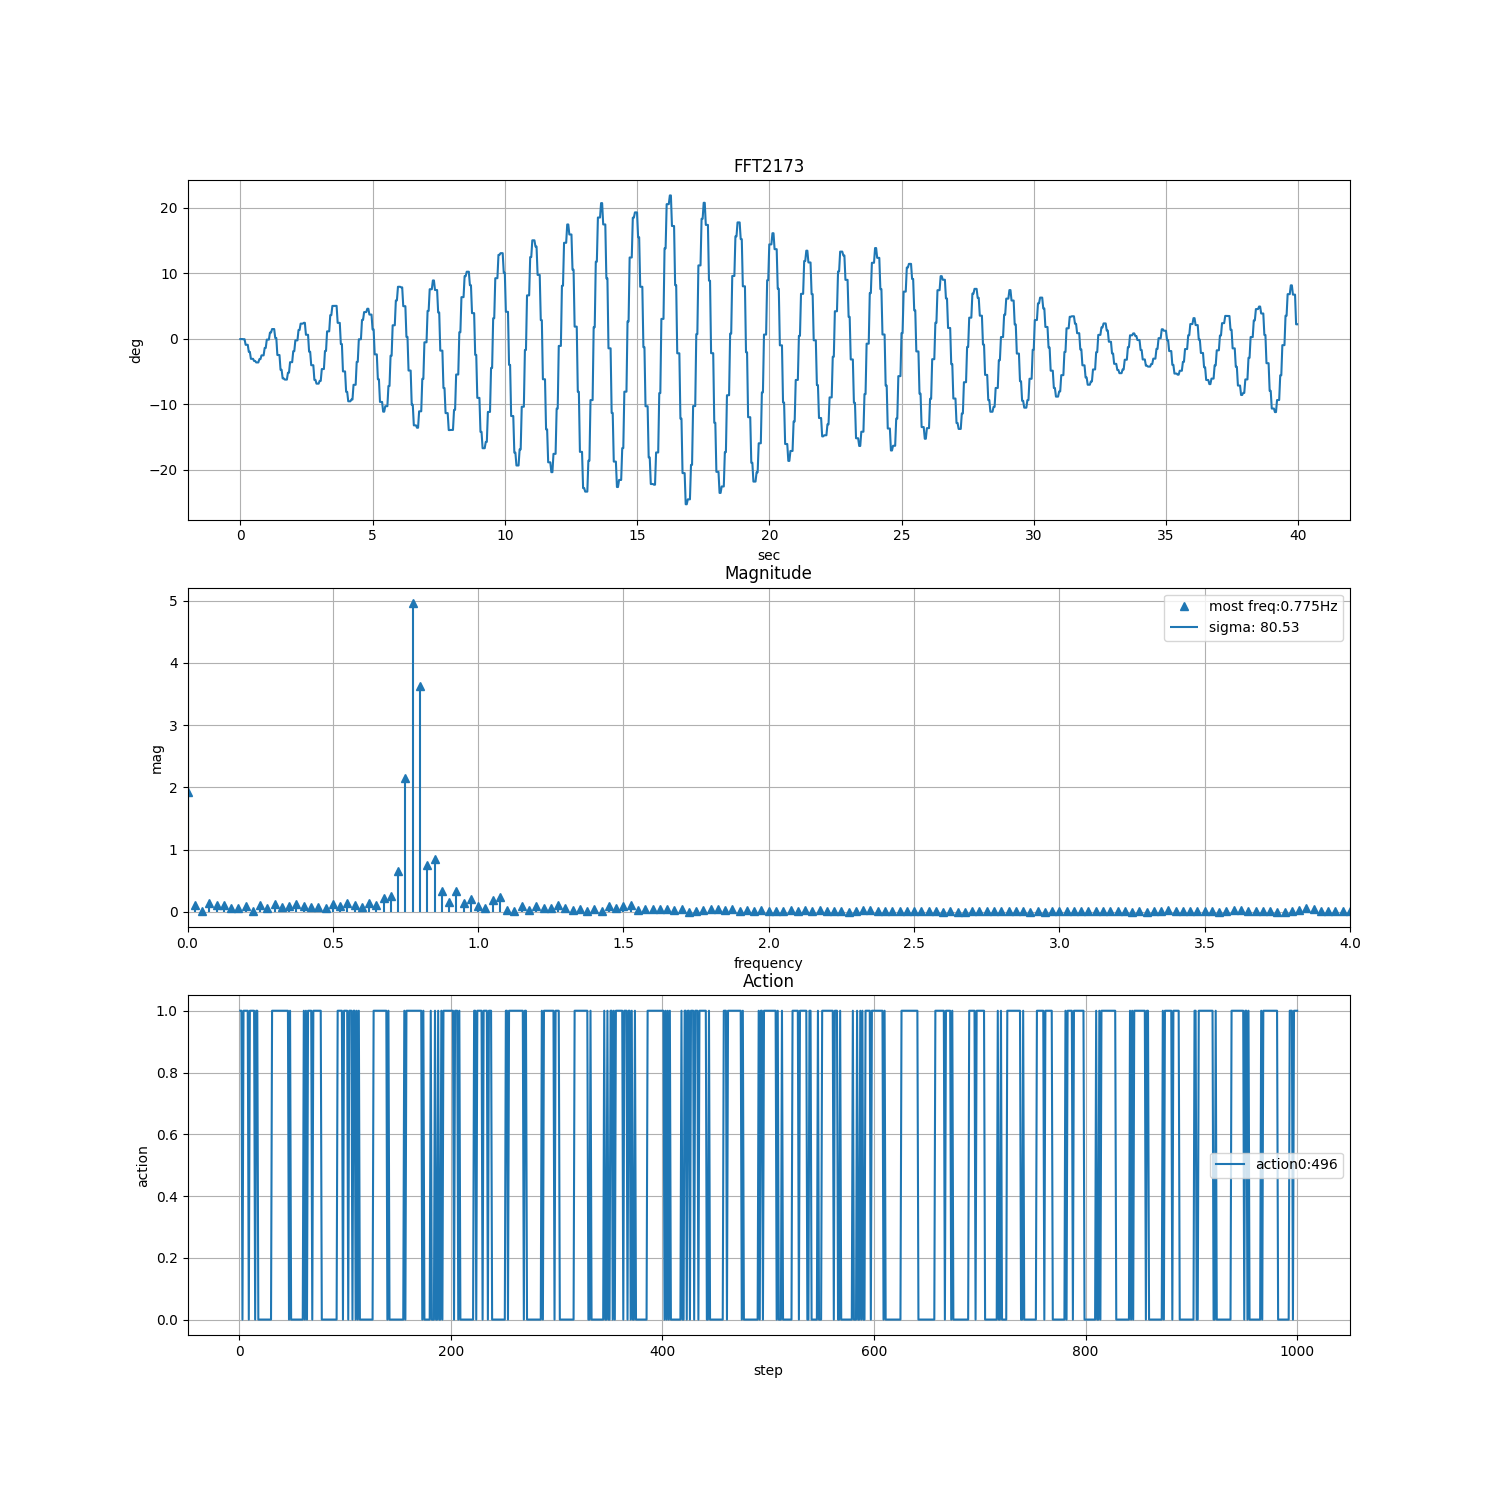 FFT2173
20
10
0
−10
−20
deg
0 5 10 15 20 25 30 35 40
sec
Magnitude
5
4
3
2
1
0
mag
most freq:0.775Hz
sigma: 80.53
0.0 0.5 1.0 1.5 2.0 2.5 3.0 3.5 4.0
frequency
Action
1.0
0.8
0.6
0.4
0.2
0.0
action
action0:496
0 200 400 600 800 1000
step